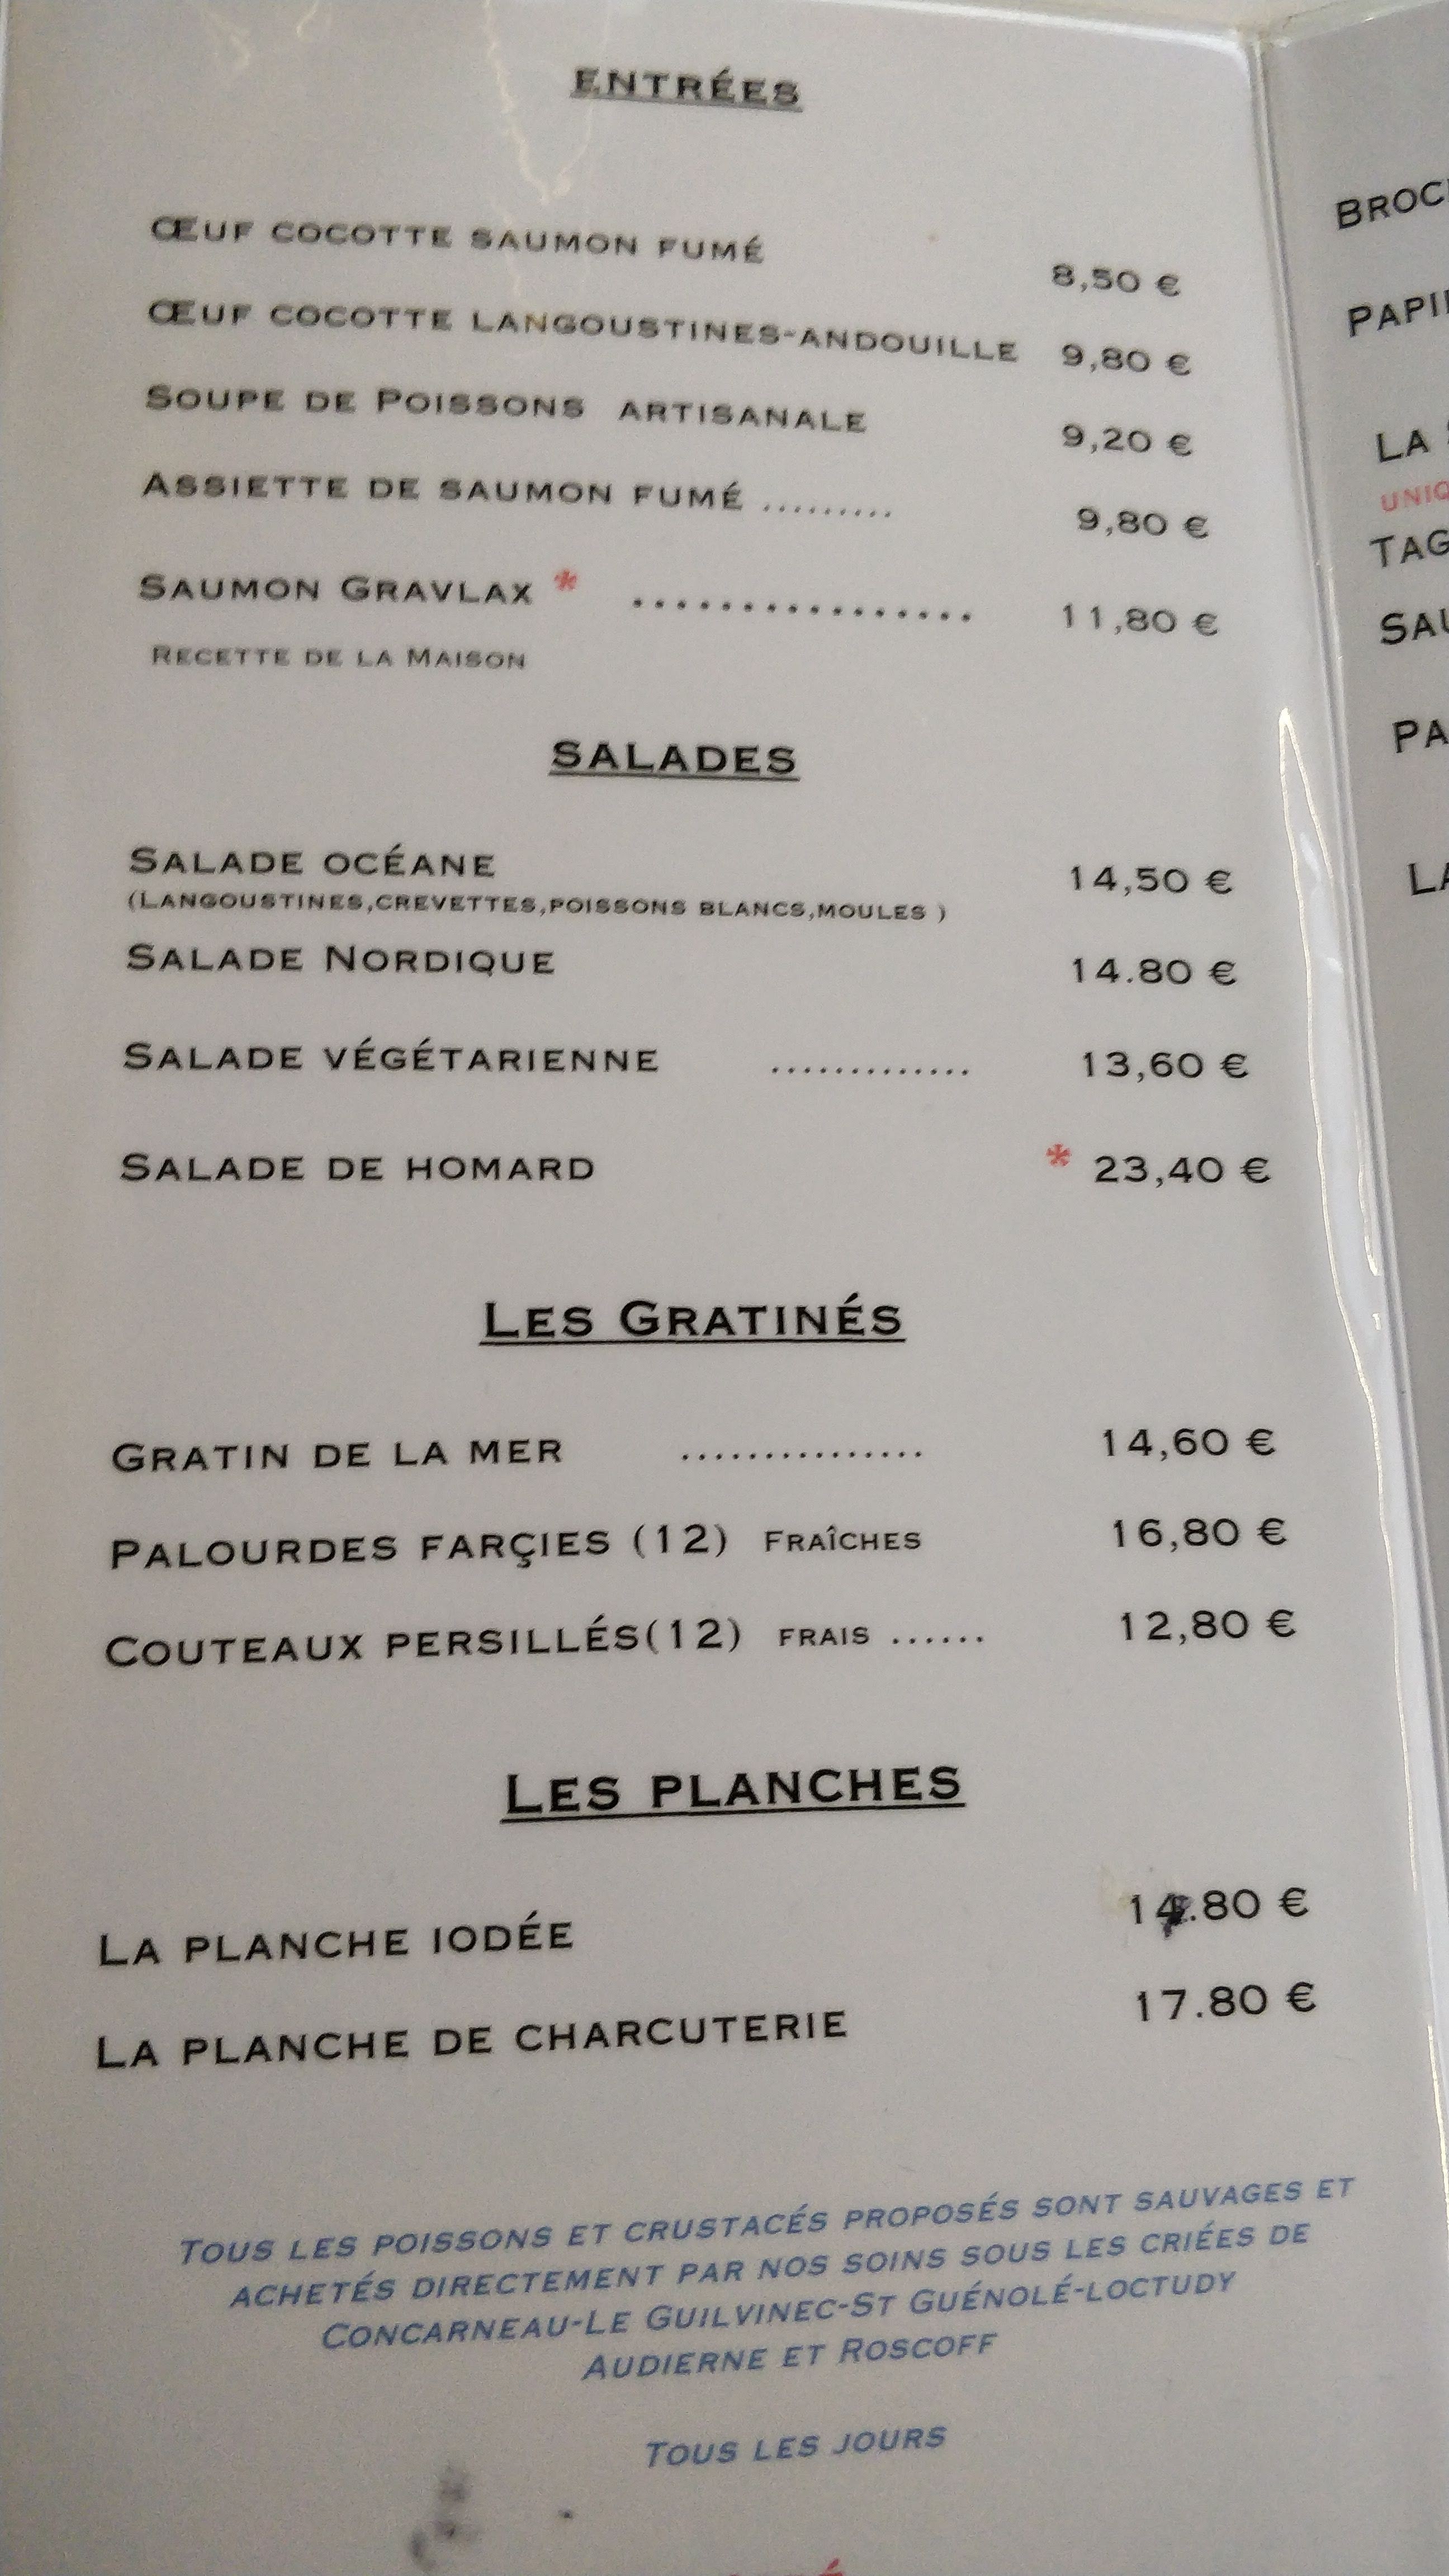 ENTRÉES
ŒUF COCOTTE SAUMON FUMÉ 8,50 €
ŒUF COCOTTE LANGOUSTINES-ANDOUILLE 9,80 €
SOUPE DE POISSONS ARTISANALE 9,20 €
ASSIETTE DE SAUMON FUMÉ ......... 9,80 €
SAUMON GRAVLAX * ................ 11,80 €
RECETTE DE LA MAISON
SALADES
SALADE OCÉANE 14,50 €
(LANGOUSTINES,CREVETTES,POISSONS BLANCS,MOULES )
SALADE NORDIQUE 14.80 €
SALADE VÉGÉTARIENNE ............. 13,60 €
SALADE DE HOMARD * 23,40 €
LES GRATINÉS
GRATIN DE LA MER ............... 14,60 €
PALOURDES FARÇIES (12) FRAÎCHES 16,80 €
COUTEAUX PERSILLÉS(12) FRAIS ...... 12,80 €
LES PLANCHES
LA PLANCHE IODÉE 14.80 €
LA PLANCHE DE CHARCUTERIE 17.80 €
TOUS LES POISSONS ET CRUSTACÉS PROPOSÉS SONT SAUVAGES ET
ACHETÉS DIRECTEMENT PAR NOS SOINS SOUS LES CRIÉES DE
CONCARNEAU-LE GUILVINEC-ST GUÉNOLÉ-LOCTUDY
AUDIERNE ET ROSCOFF
TOUS LES JOURS
LA